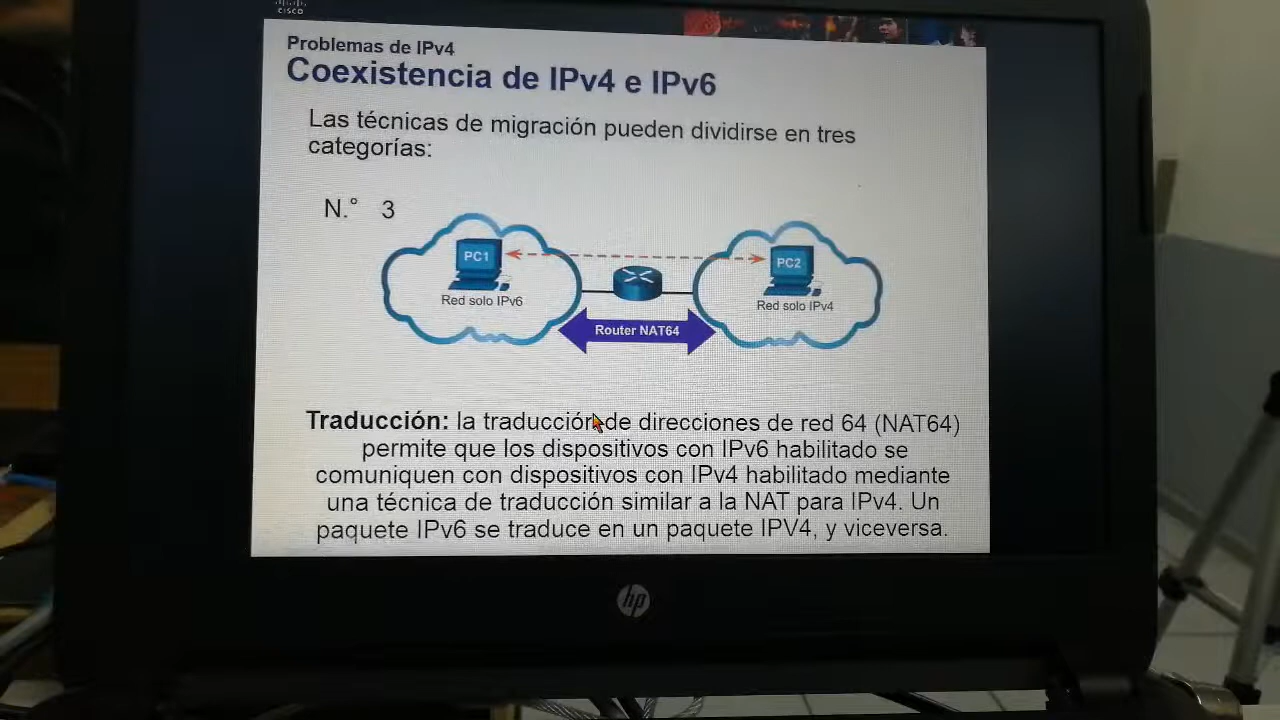 CISCO
Problemas de IPv4
Coexistencia de IPv4 e IPv6
Las técnicas de migración pueden dividirse en tres
categorías:
N.° 3
PC1
PC2
Red solo IPv6
Red solo IPv4
Router NAT64
Traducción: la traducción de direcciones de red 64 (NAT64)
permite que los dispositivos con IPv6 habilitado se
comuniquen con dispositivos con IPv4 habilitado mediante
una técnica de traducción similar a la NAT para IPv4. Un
paquete IPv6 se traduce en un paquete IPV4, y viceversa.
hp